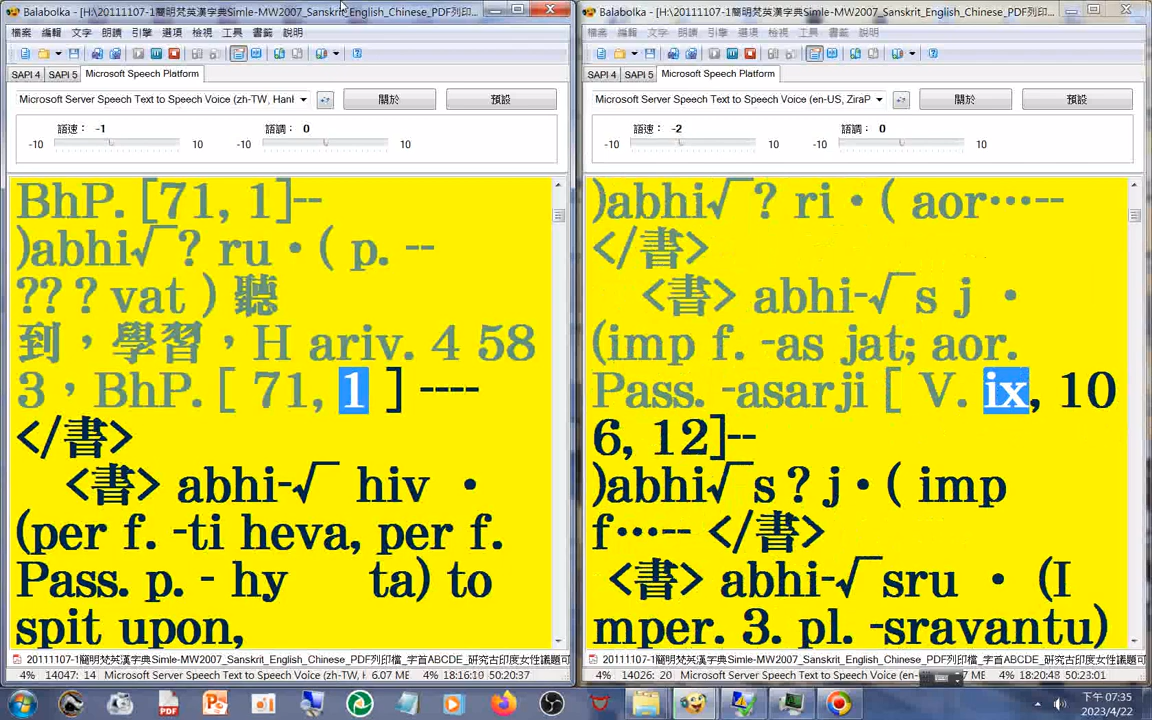 Balabolka - [H:\20111107-1簡明梵英漢字典Simle-MW2007_Sanskrit_English_Chinese_PDF列印...
檔案 編輯 文字 朗讀 引擎 選項 檢視 工具 書籤 說明
SAPI 4 SAPI 5 Microsoft Speech Platform
Microsoft Server Speech Text to Speech Voice (zh-TW, HanI
關於 預設
語速： -1 語調： 0
-10 10 -10 10
BhP. [71, 1]--
)abhi√? ru・( p. --
?? ? vat ) 聽
到，學習，H ariv. 4 58
3，BhP. [ 71, 1 ] ----
</書>
<書> abhi-√ hiv •
(per f. -ti heva, per f.
Pass. p. - hy ta) to
spit upon,
20111107-1簡明梵英漢字典Simle-MW2007_Sanskrit_English_Chinese_PDF列印檔_字首ABCDE_研究古印度女性議題可
4% 14047: 14 Microsoft Server Speech Text to Speech Voice (zh-TW, H 6.07 MB 4% 18:16:19 50:20:37
Balabolka - [H:\20111107-1簡明梵英漢字典Simle-MW2007_Sanskrit_English_Chinese_PDF列印...
檔案 編輯 文字 朗讀 引擎 選項 檢視 工具 書籤 說明
SAPI 4 SAPI 5 Microsoft Speech Platform
Microsoft Server Speech Text to Speech Voice (en-US, ZiraP
關於 預設
語速： -2 語調： 0
-10 10 -10 10
)abhi√? ri・( aor…--
</書>
<書> abhi-√s j •
(imp f. -as jat; aor.
Pass. -asarji [ V. ix, 10
6, 12]--
)abhi√s ? j・( imp
f…-- </書>
<書> abhi-√sru • (I
mper. 3. pl. -sravantu)
20111107-1簡明梵英漢字典Simle-MW2007_Sanskrit_English_Chinese_PDF列印檔_字首ABCDE_研究古印度女性議題可
4% 14026: 20 Microsoft Server Speech Text to Speech Voice 4% 18:20:48 50:23:01
下午 07:35
2023/4/22